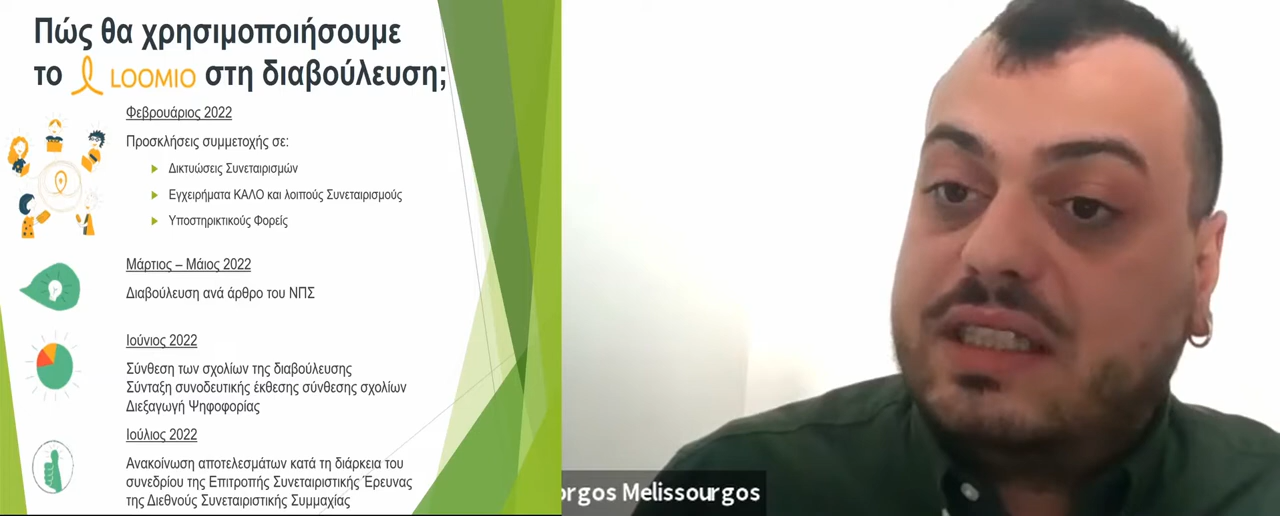 Πώς θα χρησιμοποιήσουμε
το LOOMIO στη διαβούλευση;
Φεβρουάριος 2022
Προσκλήσεις συμμετοχής σε:
Δικτυώσεις Συνεταιρισμών
Εγχειρήματα ΚΑΛΟ και λοιπούς Συνεταιρισμούς
Υποστηρικτικούς Φορείς
Μάρτιος – Μάιος 2022
Διαβούλευση ανά άρθρο του ΝΠΣ
Ιούνιος 2022
Σύνθεση των σχολίων της διαβούλευσης
Σύνταξη συνοδευτικής έκθεσης σύνθεσης σχολίων
Διεξαγωγή Ψηφοφορίας
Ιούλιος 2022
Ανακοίνωση αποτελεσμάτων κατά τη διάρκεια του
συνεδρίου της Επιτροπής Συνεταιριστικής Έρευνας
της Διεθνούς Συνεταιριστικής Συμμαχίας
orgos Melissourgos